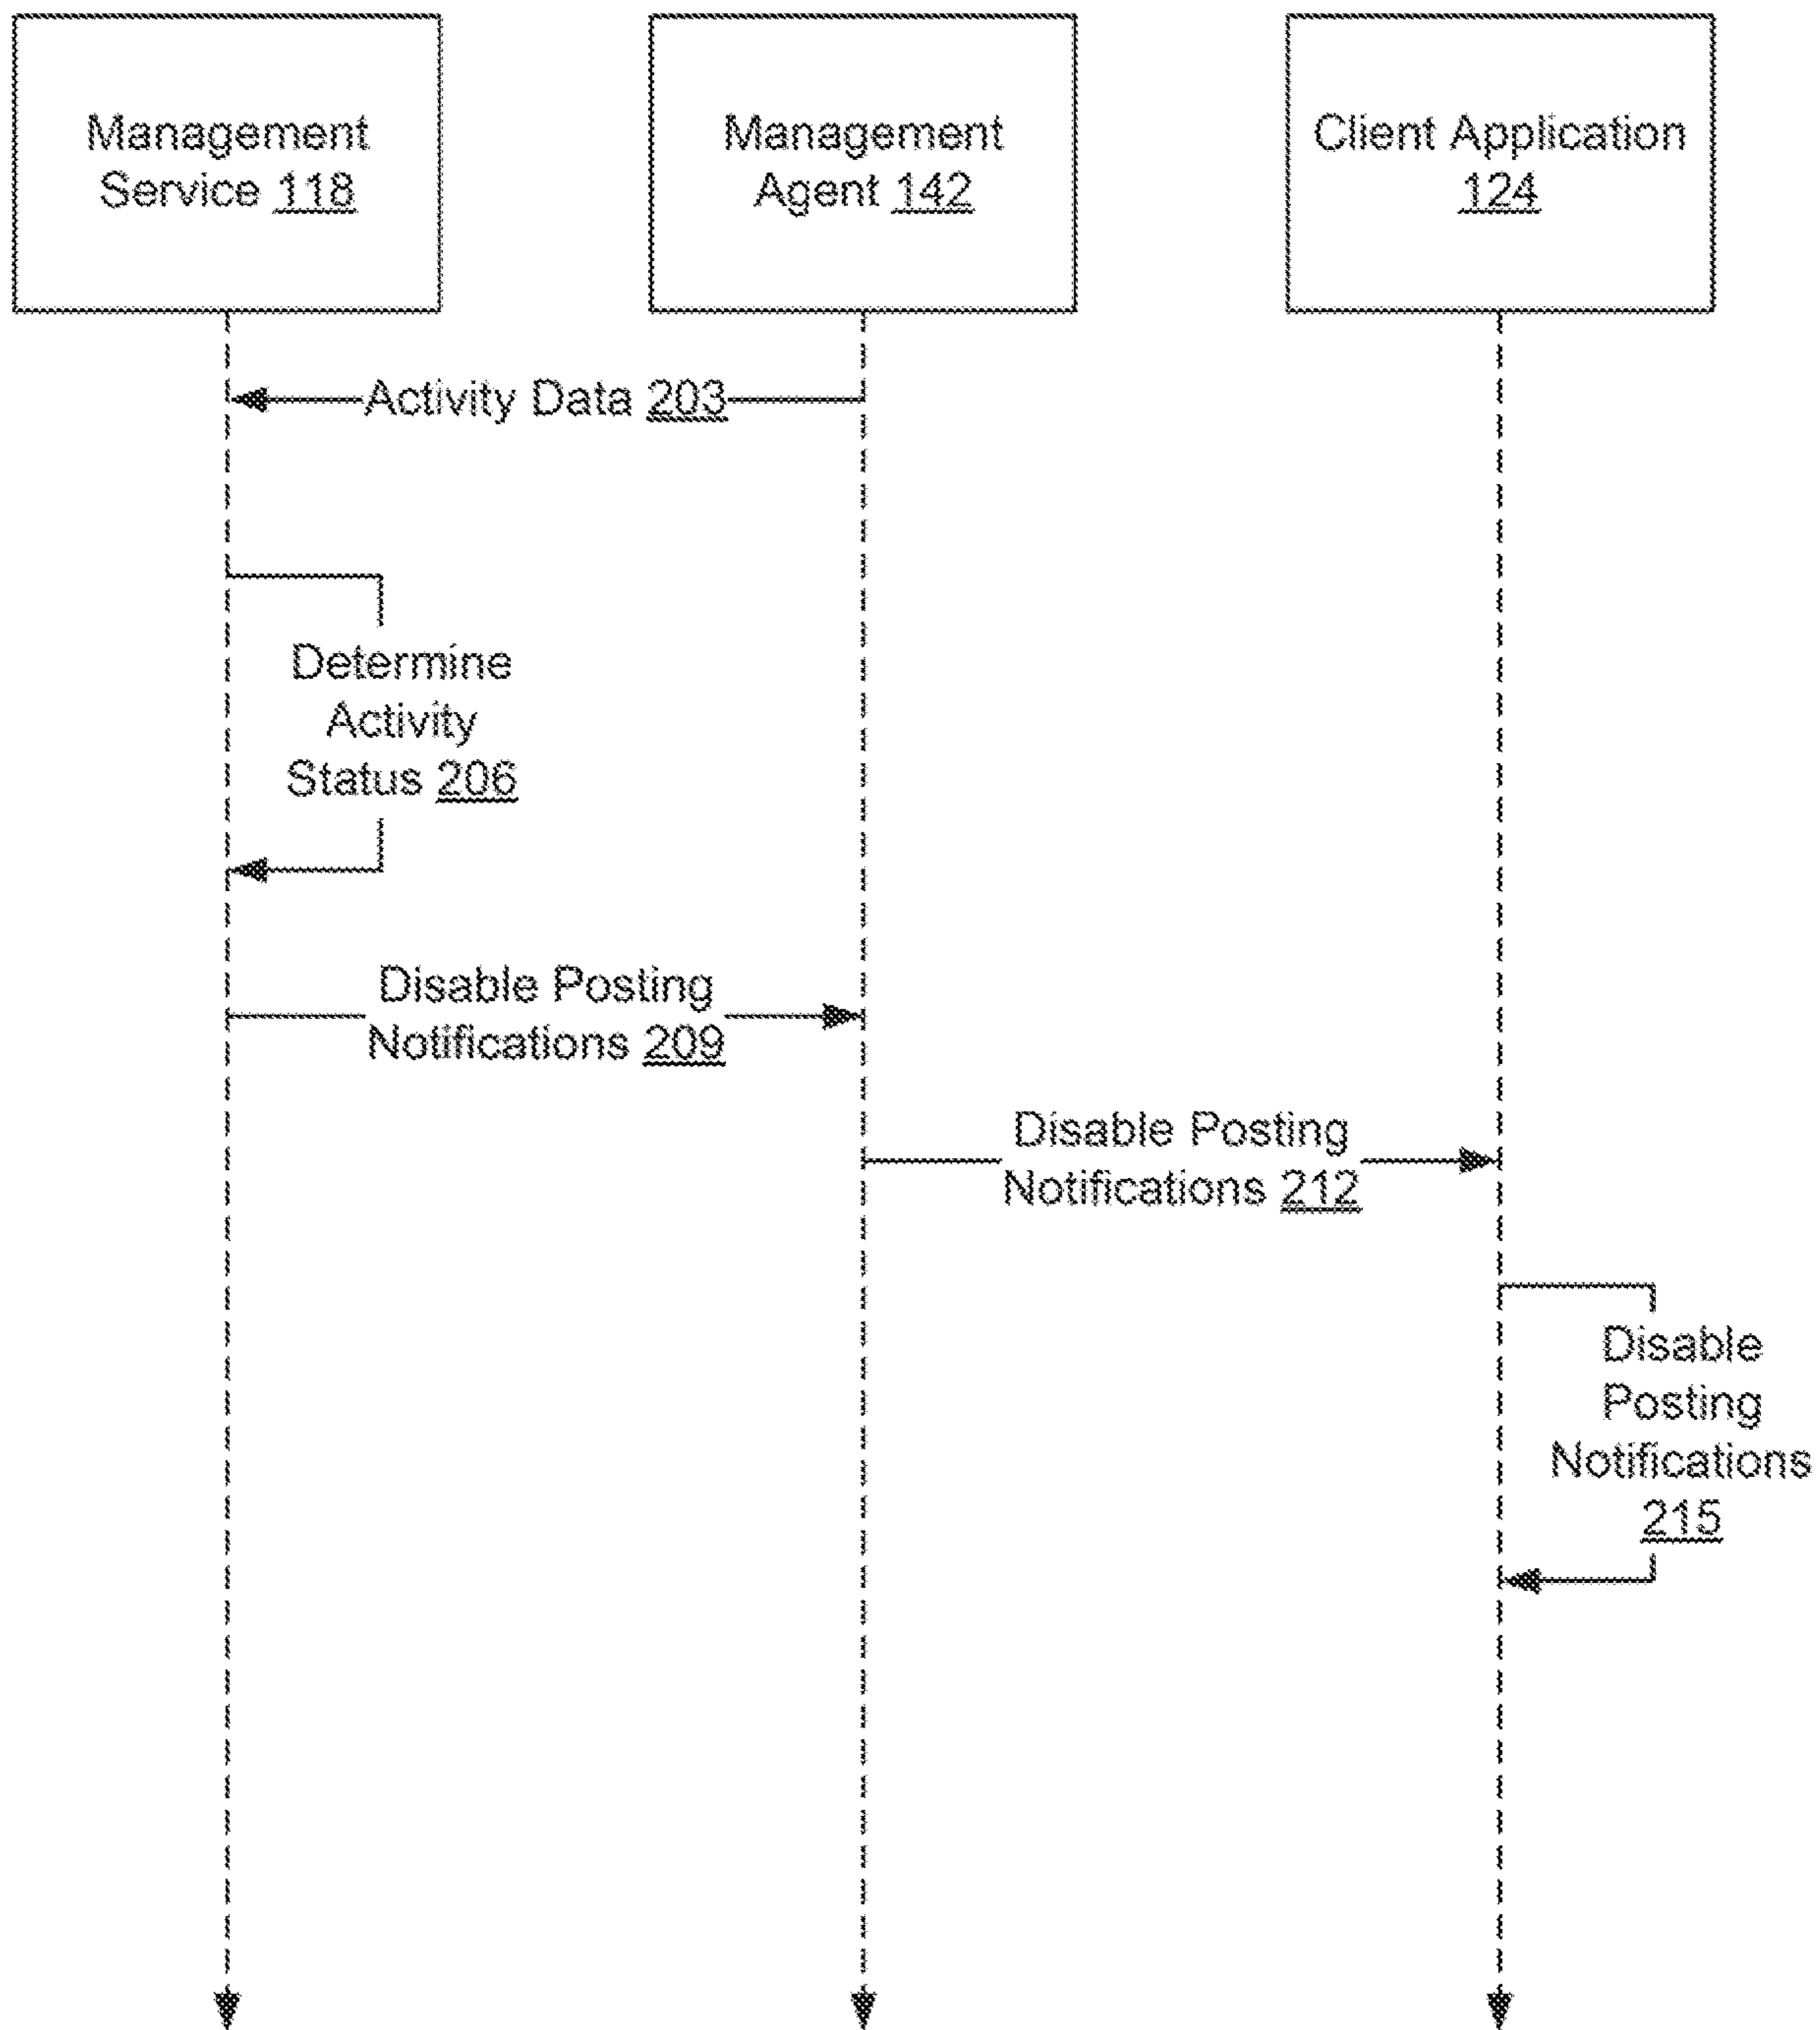 Management
Service 118
Management
Agent 142
Client Application
124
Activity Data 203
Determine
Activity
Status 206
Disable Posting
Notifications 209
Disable Posting
Notifications 212
Disable
Posting
Notifications
215